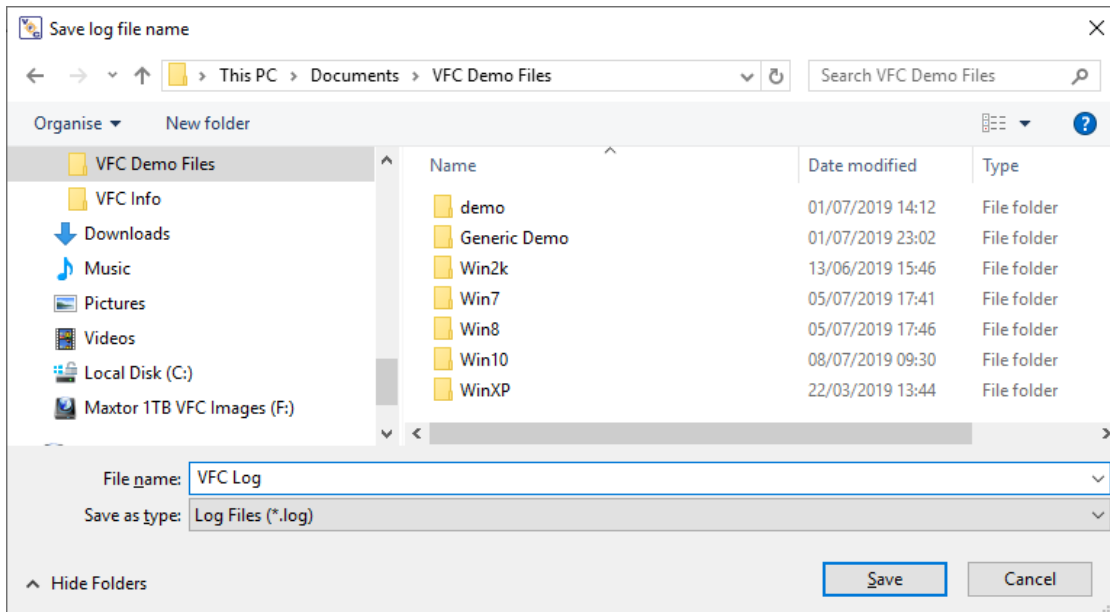 Save log file name
This PC > Documents > VFC Demo Files
Search VFC Demo Files
Organise
New folder
VFC Demo Files
VFC Info
Downloads
Music
Pictures
Videos
Local Disk (C:)
Maxtor 1TB VFC Images (F:)
Name Date modified Type
demo 01/07/2019 14:12 File folder
Generic Demo 01/07/2019 23:02 File folder
Win2k 13/06/2019 15:46 File folder
Win7 05/07/2019 17:41 File folder
Win8 05/07/2019 17:46 File folder
Win10 08/07/2019 09:30 File folder
WinXP 22/03/2019 13:44 File folder
File name: VFC Log
Save as type: Log Files (*.log)
Hide Folders
Save
Cancel